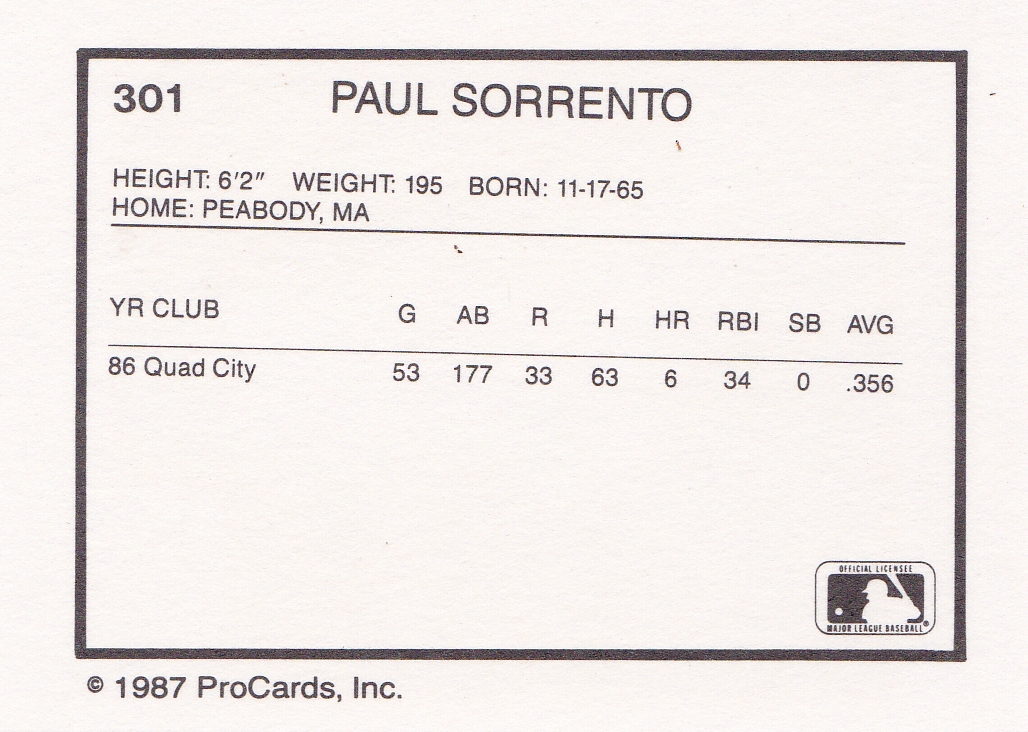 301 PAUL SORRENTO
HEIGHT: 6'2" WEIGHT: 195 BORN: 11-17-65
HOME: PEABODY, MA
YR CLUB G AB R H HR RBI SB AVG
86 Quad City 53 177 33 63 6 34 0 .356
OFFICIAL LICENSEE
MAJOR LEAGUE BASEBALL®
© 1987 ProCards, Inc.